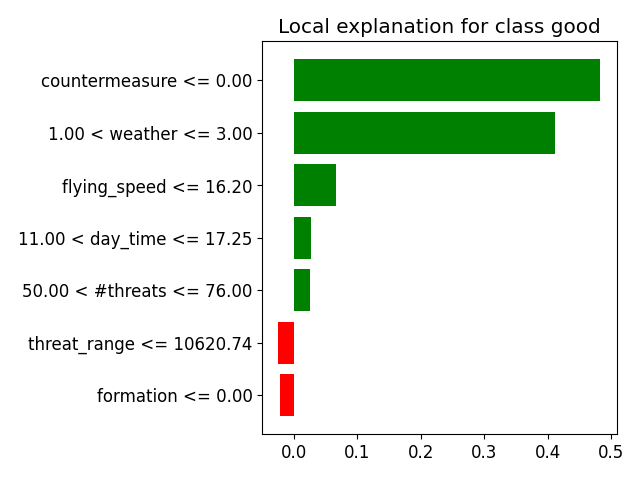 Local explanation for class good
countermeasure <= 0.00
1.00 < weather <= 3.00
flying_speed <= 16.20
11.00 < day_time <= 17.25
50.00 < #threats <= 76.00
threat_range <= 10620.74
formation <= 0.00
0.0 0.1 0.2 0.3 0.4 0.5